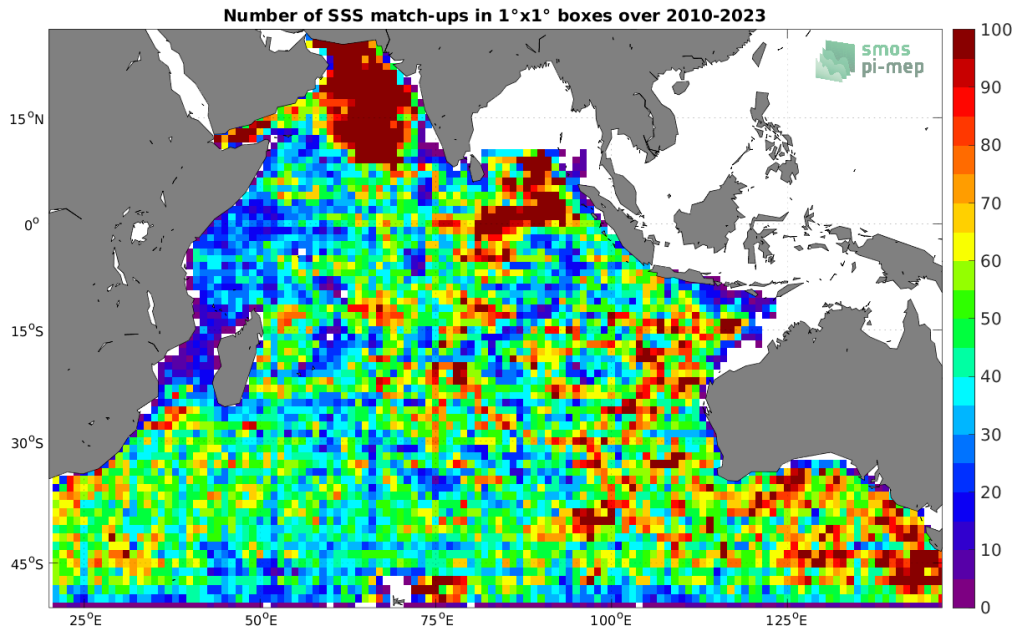 Number of SSS match-ups in 1°x1° boxes over 2010-2023
smos
pi-mep
15°N
0°
15°S
30°S
45°S
25°E
50°E
75°E
100°E
125°E
100
90
80
70
60
50
40
30
20
10
0